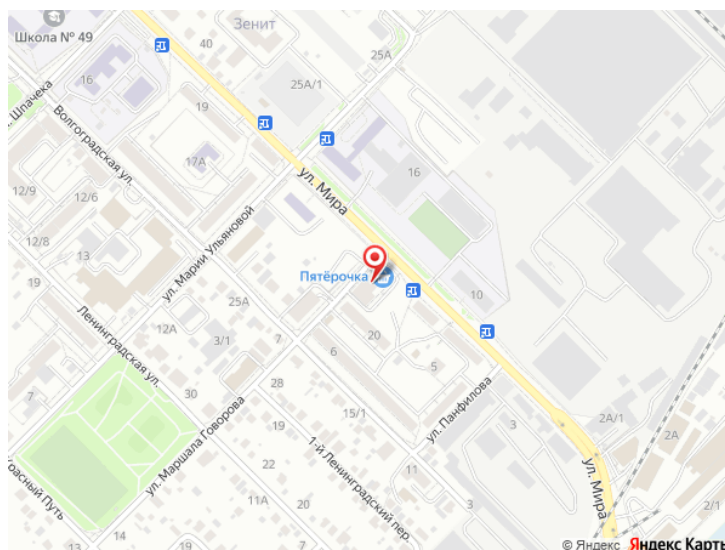 Школа № 49
40
Зенит
25А
25А/1
16
19
Шпачека
Волгоградская ул.
17А
12/9
12/6
16
ул. Мира
ул. Марии Ульяновой
12/8
13
Пятёрочка
19
25А
10
Ленинградская ул.
12А
3/1
7
20
6
5
7
30
28
15/1
ул. Панфилова
3
2А/1
2А
ул. Маршала Говорова
22
1-й Ленинградский пер.
11
ул. Мира
11А
3
2/1
Красный Путь
13
14
© Яндекс Яндекс Карты